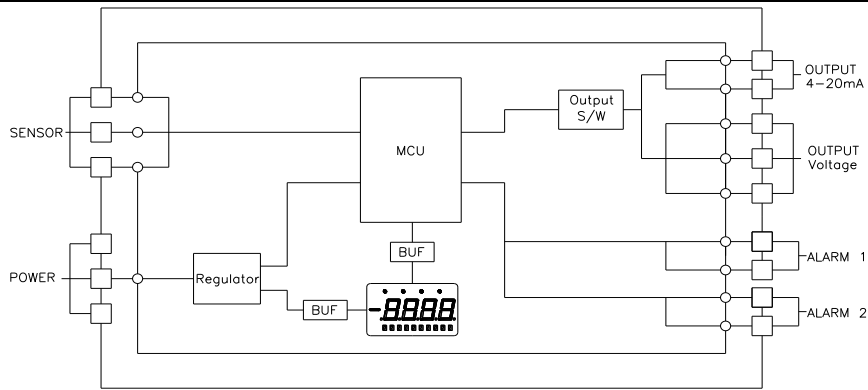 SENSOR
POWER
MCU
Regulator
BUF
BUF
-8888
Output
S/W
OUTPUT
4-20mA
OUTPUT
Voltage
ALARM 1
ALARM 2